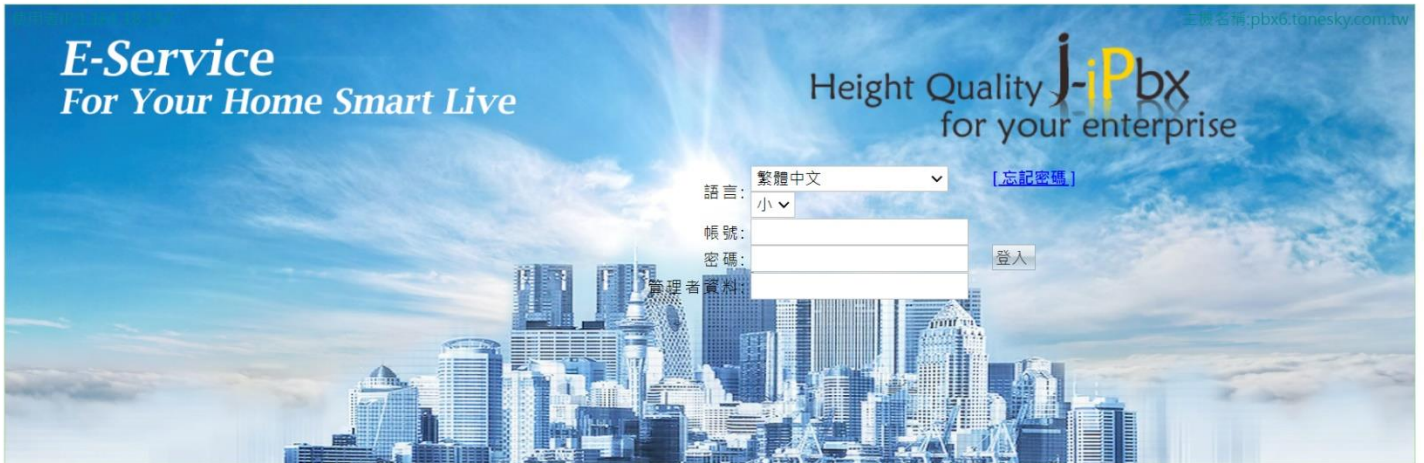 主機名稱:pbx6.tonesky.com.tw
E-Service
For Your Home Smart Live
Height Quality j-iPbx
for your enterprise
語言:
繁體中文
[ 忘記密碼 ]
小
帳號:
密碼:
登入
管理者資料: